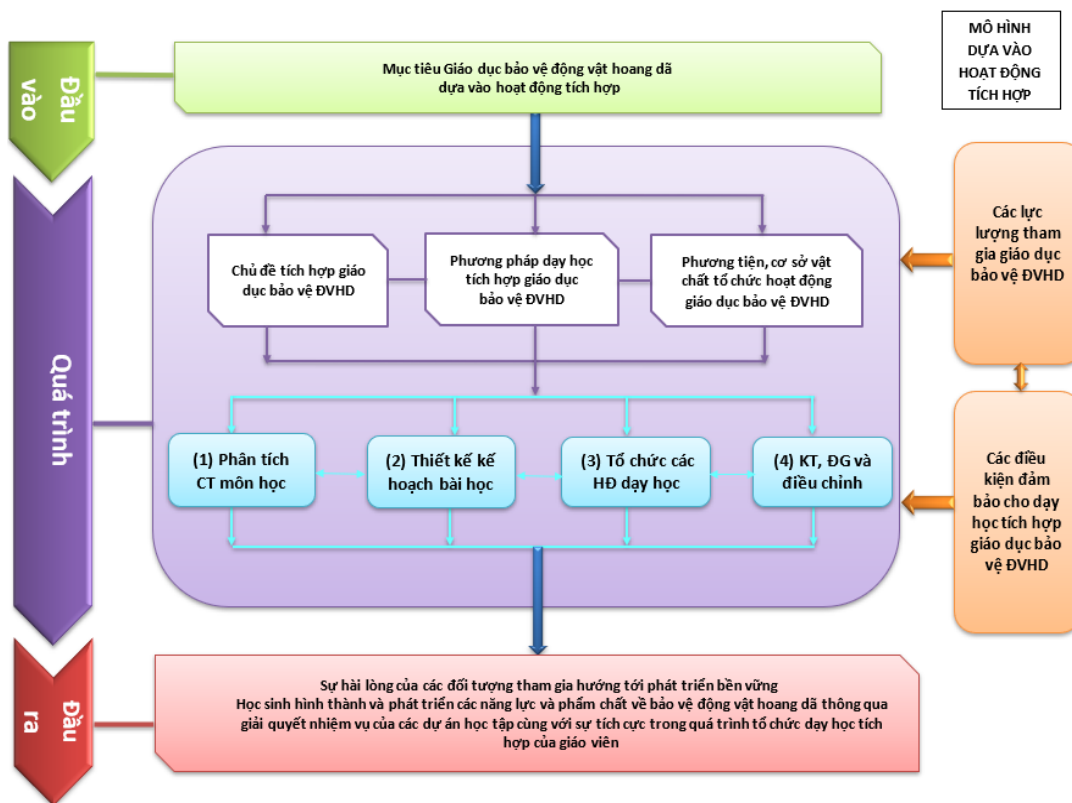 MÔ HÌNH
DỰA VÀO
HOẠT ĐỘNG
TÍCH HỢP
Đầu
vào
Mục tiêu Giáo dục bảo vệ động vật hoang dã
dựa vào hoạt động tích hợp
Quá trình
Chủ đề tích hợp giáo
dục bảo vệ ĐVHD
Phương pháp dạy học
tích hợp giáo dục
bảo vệ ĐVHD
Phương tiện, cơ sở vật
chất tổ chức hoạt động
giáo dục bảo vệ ĐVHD
Các lực
lượng tham
gia giáo dục
bảo vệ ĐVHD
(1) Phân tích
CT môn học
(2) Thiết kế kế
hoạch bài học
(3) Tổ chức các
HĐ dạy học
(4) KT, ĐG và
điều chỉnh
Các điều
kiện đảm
bảo cho dạy
học tích hợp
giáo dục bảo
vệ ĐVHD
Đầu
ra
Sự hài lòng của các đối tượng tham gia hướng tới phát triển bền vững
Học sinh hình thành và phát triển các năng lực và phẩm chất về bảo vệ động vật hoang dã thông qua
giải quyết nhiệm vụ của các dự án học tập cùng với sự tích cực trong quá trình tổ chức dạy học tích
hợp của giáo viên